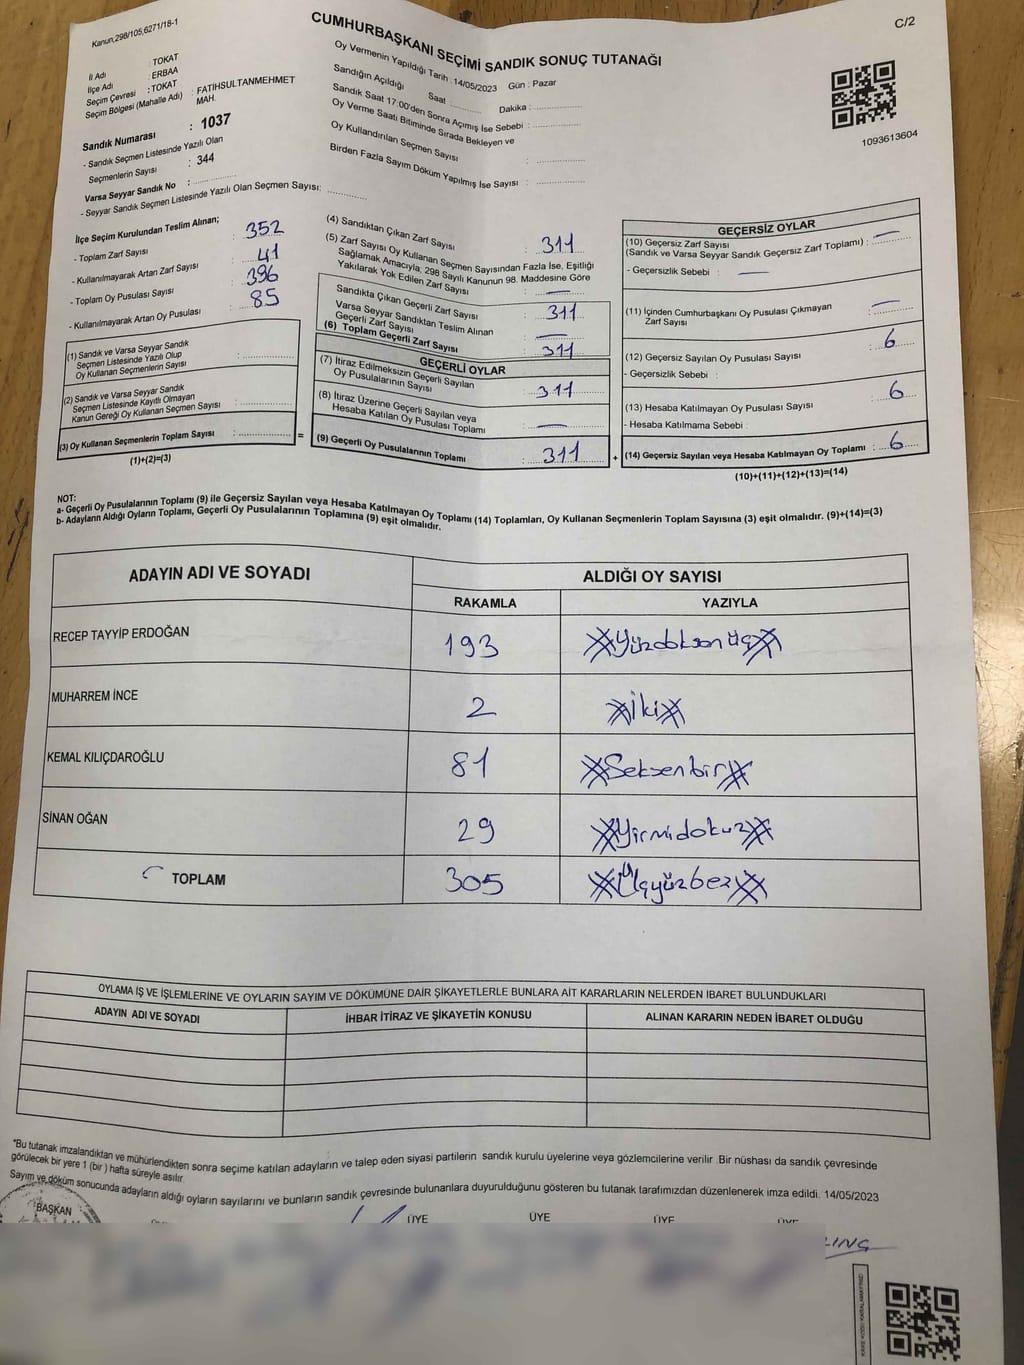 Kanun,298/105,6271/18-1
C/2
CUMHURBAŞKANI SEÇİMİ SANDIK SONUÇ TUTANAĞI
İl Adı : TOKAT
İlçe Adı : ERBAA
Seçim Çevresi : TOKAT
Seçim Bölgesi (Mahalle Adı) : FATİHSULTANMEHMET MAH.
Sandık Numarası : 1037
- Sandık Seçmen Listesinde Yazılı Olan
Seçmenlerin Sayısı : 344
Varsa Seyyar Sandık No :
- Seyyar Sandık Seçmen Listesinde Yazılı Olan Seçmen Sayısı:
Oy Vermenin Yapıldığı Tarih : 14/05/2023 Gün : Pazar
Sandığın Açıldığı Saat Dakika :
Sandık Saat 17:00'den Sonra Açımış İse Sebebi :
Oy Verme Saati Bitiminde Sırada Bekleyen ve
Oy Kullandırılan Seçmen Sayısı :
Birden Fazla Sayım Döküm Yapılmış İse Sayısı :
1093613604
İlçe Seçim Kurulundan Teslim Alınan;
- Toplam Zarf Sayısı : 352
- Kullanılmayarak Artan Zarf Sayısı : 41
- Toplam Oy Pusulası Sayısı : 396
- Kullanılmayarak Artan Oy Pusulası : 85
(1) Sandık ve Varsa Seyyar Sandık
Seçmen Listesinde Yazılı Olup
Oy Kullanan Seçmenlerin Sayısı :
(2) Sandık ve Varsa Seyyar Sandık
Seçmen Listesinde Kayıtlı Olmayan
Kanun Gereği Oy Kullanan Seçmen Sayısı :
(3) Oy Kullanan Seçmenlerin Toplam Sayısı : =
(1)+(2)=(3)
(4) Sandıktan Çıkan Zarf Sayısı : 311
(5) Zarf Sayısı Oy Kullanan Seçmen Sayısından Fazla İse, Eşitliği
Sağlamak Amacıyla; 298 Sayılı Kanunun 98. Maddesine Göre
Yakılarak Yok Edilen Zarf Sayısı : —
Sandıkta Çıkan Geçerli Zarf Sayısı : 311
Varsa Seyyar Sandıktan Teslim Alınan
Geçerli Zarf Sayısı : —
(6) Toplam Geçerli Zarf Sayısı : 311
GEÇERLİ OYLAR
(7) İtiraz Edilmeksizin Geçerli Sayılan
Oy Pusulalarının Sayısı : 311
(8) İtiraz Üzerine Geçerli Sayılan veya
Hesaba Katılan Oy Pusulası Toplamı : —
(9) Geçerli Oy Pusulalarının Toplamı : 311 +
GEÇERSİZ OYLAR
(10) Geçersiz Zarf Sayısı
(Sandık ve Varsa Seyyar Sandık Geçersiz Zarf Toplamı) : —
- Geçersizlik Sebebi : —
(11) İçinden Cumhurbaşkanı Oy Pusulası Çıkmayan
Zarf Sayısı : —
(12) Geçersiz Sayılan Oy Pusulası Sayısı : 6
- Geçersizlik Sebebi :
(13) Hesaba Katılmayan Oy Pusulası Sayısı : 6
- Hesaba Katılmama Sebebi :
(14) Geçersiz Sayılan veya Hesaba Katılmayan Oy Toplamı : 6
(10)+(11)+(12)+(13)=(14)
NOT:
a- Geçerli Oy Pusulalarının Toplamı (9) ile Geçersiz Sayılan veya Hesaba Katılmayan Oy Toplamı (14) Toplamları, Oy Kullanan Seçmenlerin Toplam Sayısına (3) eşit olmalıdır. (9)+(14)=(3)
b- Adayların Aldığı Oyların Toplamı, Geçerli Oy Pusulalarının Toplamına (9) eşit olmalıdır.
ADAYIN ADI VE SOYADI
ALDIĞI OY SAYISI
RAKAMLA YAZIYLA
RECEP TAYYİP ERDOĞAN 193 Yüzdoksan üç
MUHARREM İNCE 2 İki
KEMAL KILIÇDAROĞLU 81 Seksenbir
SİNAN OĞAN 29 Yirmidokuz
TOPLAM 305 Üçyüzbeş
OYLAMA İŞ VE İŞLEMLERİNE VE OYLARIN SAYIM VE DÖKÜMÜNE DAİR ŞİKAYETLERLE BUNLARA AİT KARARLARIN NELERDEN İBARET BULUNDUKLARI
ADAYIN ADI VE SOYADI İHBAR İTİRAZ VE ŞİKAYETİN KONUSU ALINAN KARARIN NEDEN İBARET OLDUĞU
*Bu tutanak imzalandıktan ve mühürlendikten sonra seçime katılan adayların ve talep eden siyasi partilerin sandık kurulu üyelerine veya gözlemcilerine verilir .Bir nüshası da sandık çevresinde
görülecek bir yere 1 (bir ) hafta süreyle asılır.
Sayım ve döküm sonucunda adayların aldığı oyların sayılarını ve bunların sandık çevresinde bulunanlara duyurulduğunu gösteren bu tutanak tarafımızdan düzenlenerek imza edildi. 14/05/2023
BAŞKAN ÜYE ÜYE ÜYE ÜYE